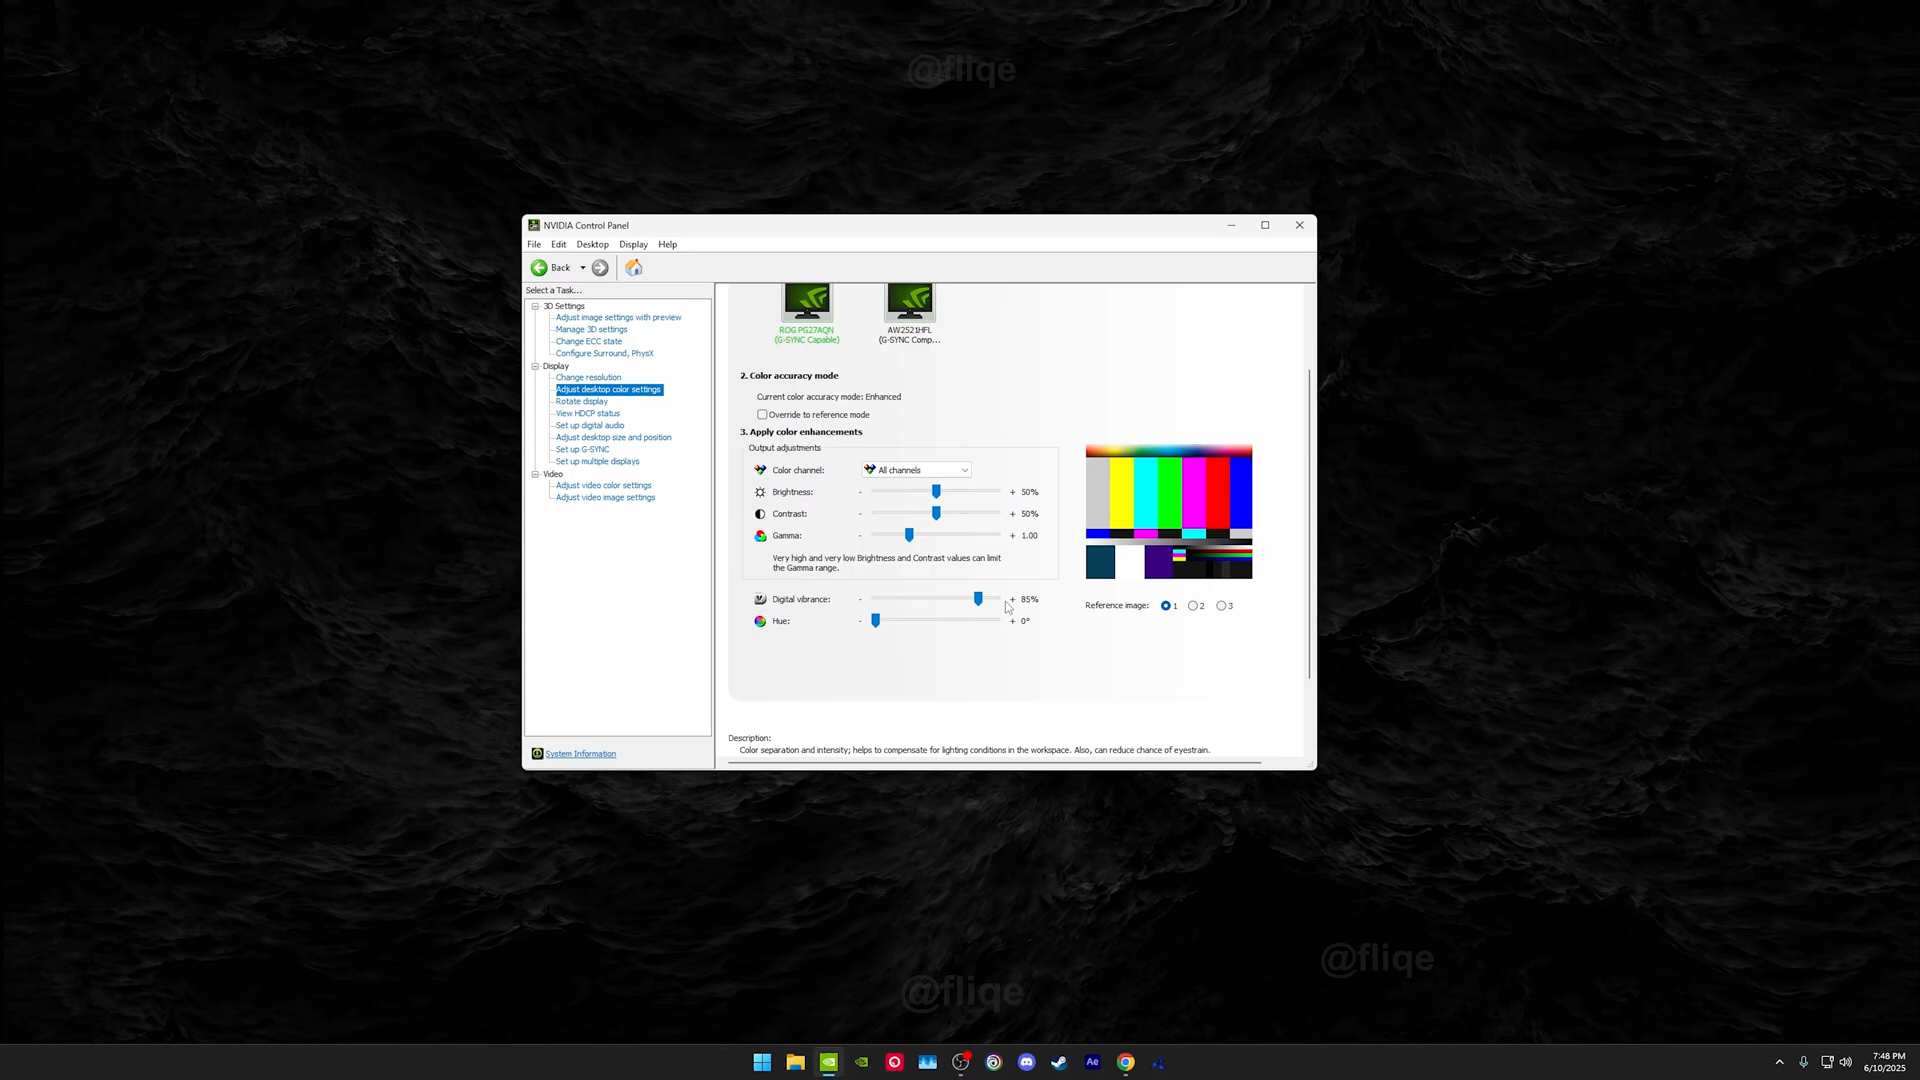 @fliqe
NVIDIA Control Panel
File Edit Desktop Display Help
Back
Select a Task...
3D Settings
Adjust image settings with preview
Manage 3D settings
Change ECC state
Configure Surround, PhysX
Display
Change resolution
Adjust desktop color settings
Rotate display
View HDCP status
Set up digital audio
Adjust desktop size and position
Set up G-SYNC
Set up multiple displays
Video
Adjust video color settings
Adjust video image settings
System Information
ROG PG27AQN
(G-SYNC Capable)
AW2521HFL
(G-SYNC Comp...
2. Color accuracy mode
Current color accuracy mode: Enhanced
Override to reference mode
3. Apply color enhancements
Output adjustments
Color channel: All channels
Brightness: - + 50%
Contrast: - + 50%
Gamma: - + 1.00
Very high and very low Brightness and Contrast values can limit
the Gamma range.
Digital vibrance: - + 85%
Hue: - + 0°
Reference image: 1 2 3
Description:
Color separation and intensity; helps to compensate for lighting conditions in the workspace. Also, can reduce chance of eyestrain.
@fliqe
@fliqe
Ae
7:48 PM
6/10/2025